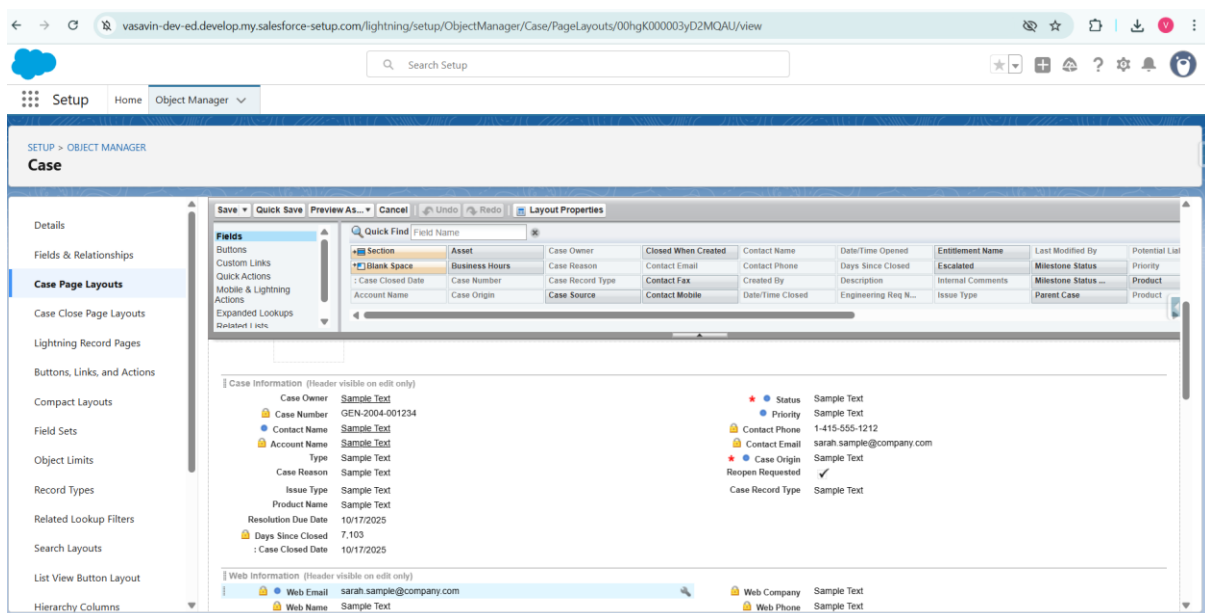 vasavin-dev-ed.develop.my.salesforce-setup.com/lightning/setup/ObjectManager/Case/PageLayouts/00hgK000003yD2MQAU/view
V
Search Setup
Setup Home Object Manager
SETUP > OBJECT MANAGER
Case
Details
Fields & Relationships
Case Page Layouts
Case Close Page Layouts
Lightning Record Pages
Buttons, Links, and Actions
Compact Layouts
Field Sets
Object Limits
Record Types
Related Lookup Filters
Search Layouts
List View Button Layout
Hierarchy Columns
Save Quick Save Preview As... Cancel Undo Redo Layout Properties
Fields
Buttons
Custom Links
Quick Actions
Mobile & Lightning
Actions
Expanded Lookups
Related Lists
Quick Find Field Name
Section Asset Case Owner Closed When Created Contact Name Date/Time Opened Entitlement Name Last Modified By Potential Lial
Blank Space Business Hours Case Reason Contact Email Contact Phone Days Since Closed Escalated Milestone Status Priority
: Case Closed Date Case Number Case Record Type Contact Fax Created By Description Internal Comments Milestone Status ... Product
Account Name Case Origin Case Source Contact Mobile Date/Time Closed Engineering Req N... Issue Type Parent Case Product
Case Information (Header visible on edit only)
Case Owner Sample Text * Status Sample Text
Case Number GEN-2004-001234 Priority Sample Text
Contact Name Sample Text Contact Phone 1-415-555-1212
Account Name Sample Text Contact Email sarah.sample@company.com
Type Sample Text * Case Origin Sample Text
Case Reason Sample Text Reopen Requested ✓
Issue Type Sample Text Case Record Type Sample Text
Product Name Sample Text
Resolution Due Date 10/17/2025
Days Since Closed 7,103
: Case Closed Date 10/17/2025
Web Information (Header visible on edit only)
Web Email sarah.sample@company.com Web Company Sample Text
Web Name Sample Text Web Phone Sample Text